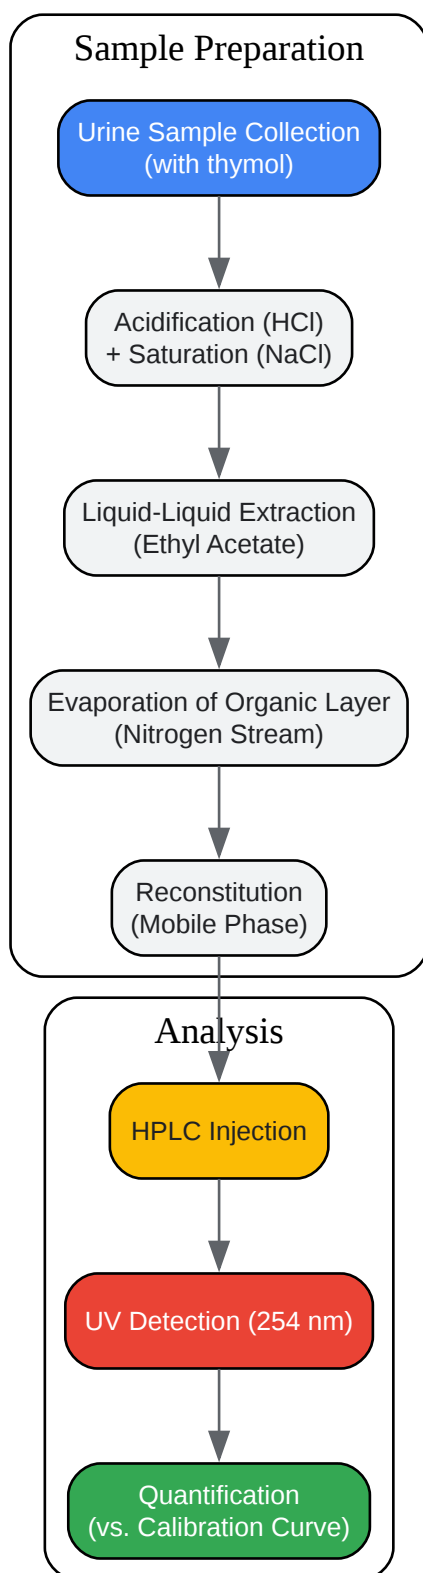 Sample Preparation
Urine Sample Collection
(with thymol)
Acidification (HCl)
+ Saturation (NaCl)
Liquid-Liquid Extraction
(Ethyl Acetate)
Evaporation of Organic Layer
(Nitrogen Stream)
Reconstitution
(Mobile Phase)
Analysis
HPLC Injection
UV Detection (254 nm)
Quantification
(vs. Calibration Curve)